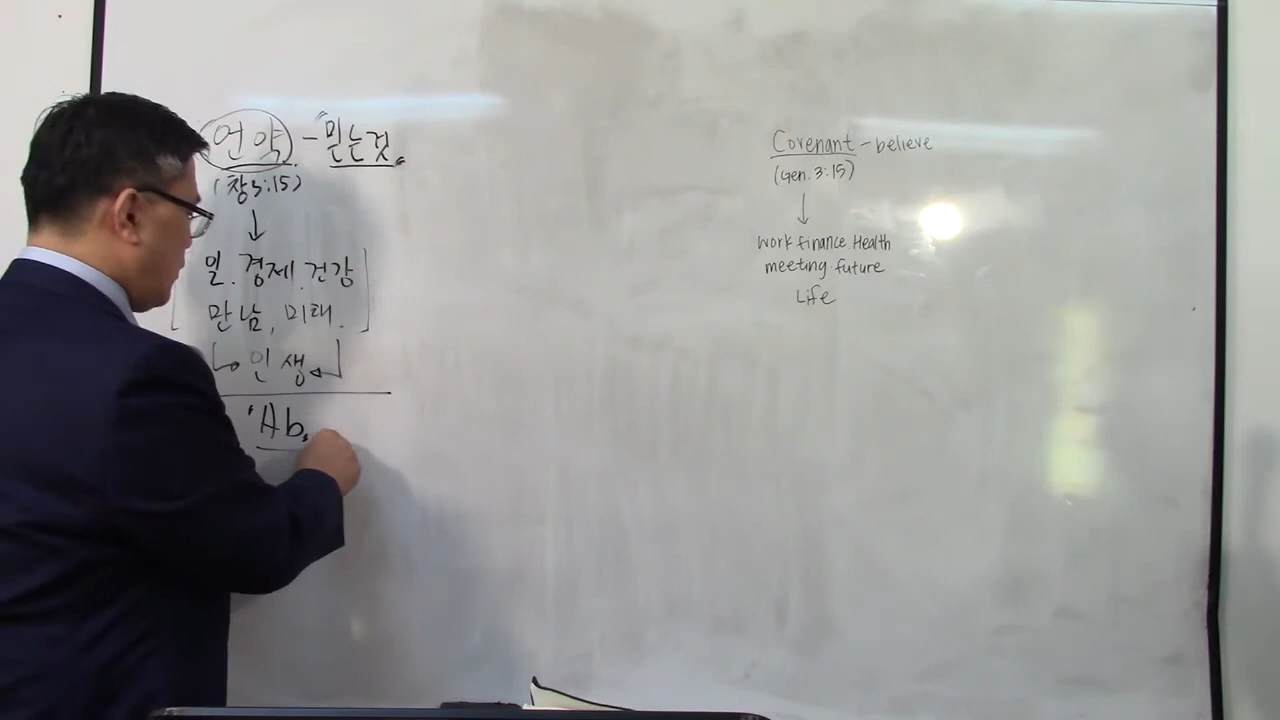 언약 - "믿는것"
(창3:15)
↓
일. 경제. 건강
만남, 미래.
인생
"Ab"
Covenant - believe
(Gen. 3:15)
↓
work finance. Health
meeting. future
Life